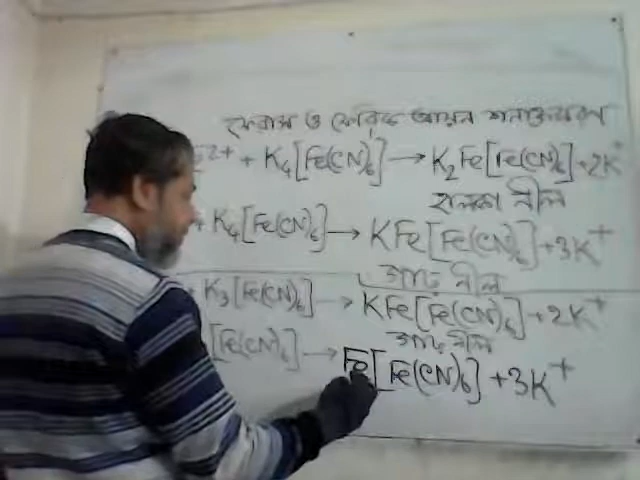 ফেরাস ও ফেরিক আয়ন শনাক্তকরণ
2+ + K₄[Fe(CN)₆] → K₂Fe[Fe(CN)₆] + 2K⁺
হালকা নীল
+ K₄[Fe(CN)₆] → KFe[Fe(CN)₆] + 3K⁺
গাঢ় নীল
+ K₃[Fe(CN)₆] → KFe[Fe(CN)₆] + 2K⁺
গাঢ় নীল
[Fe(CN)₆] → Fe[Fe(CN)₆] + 3K⁺